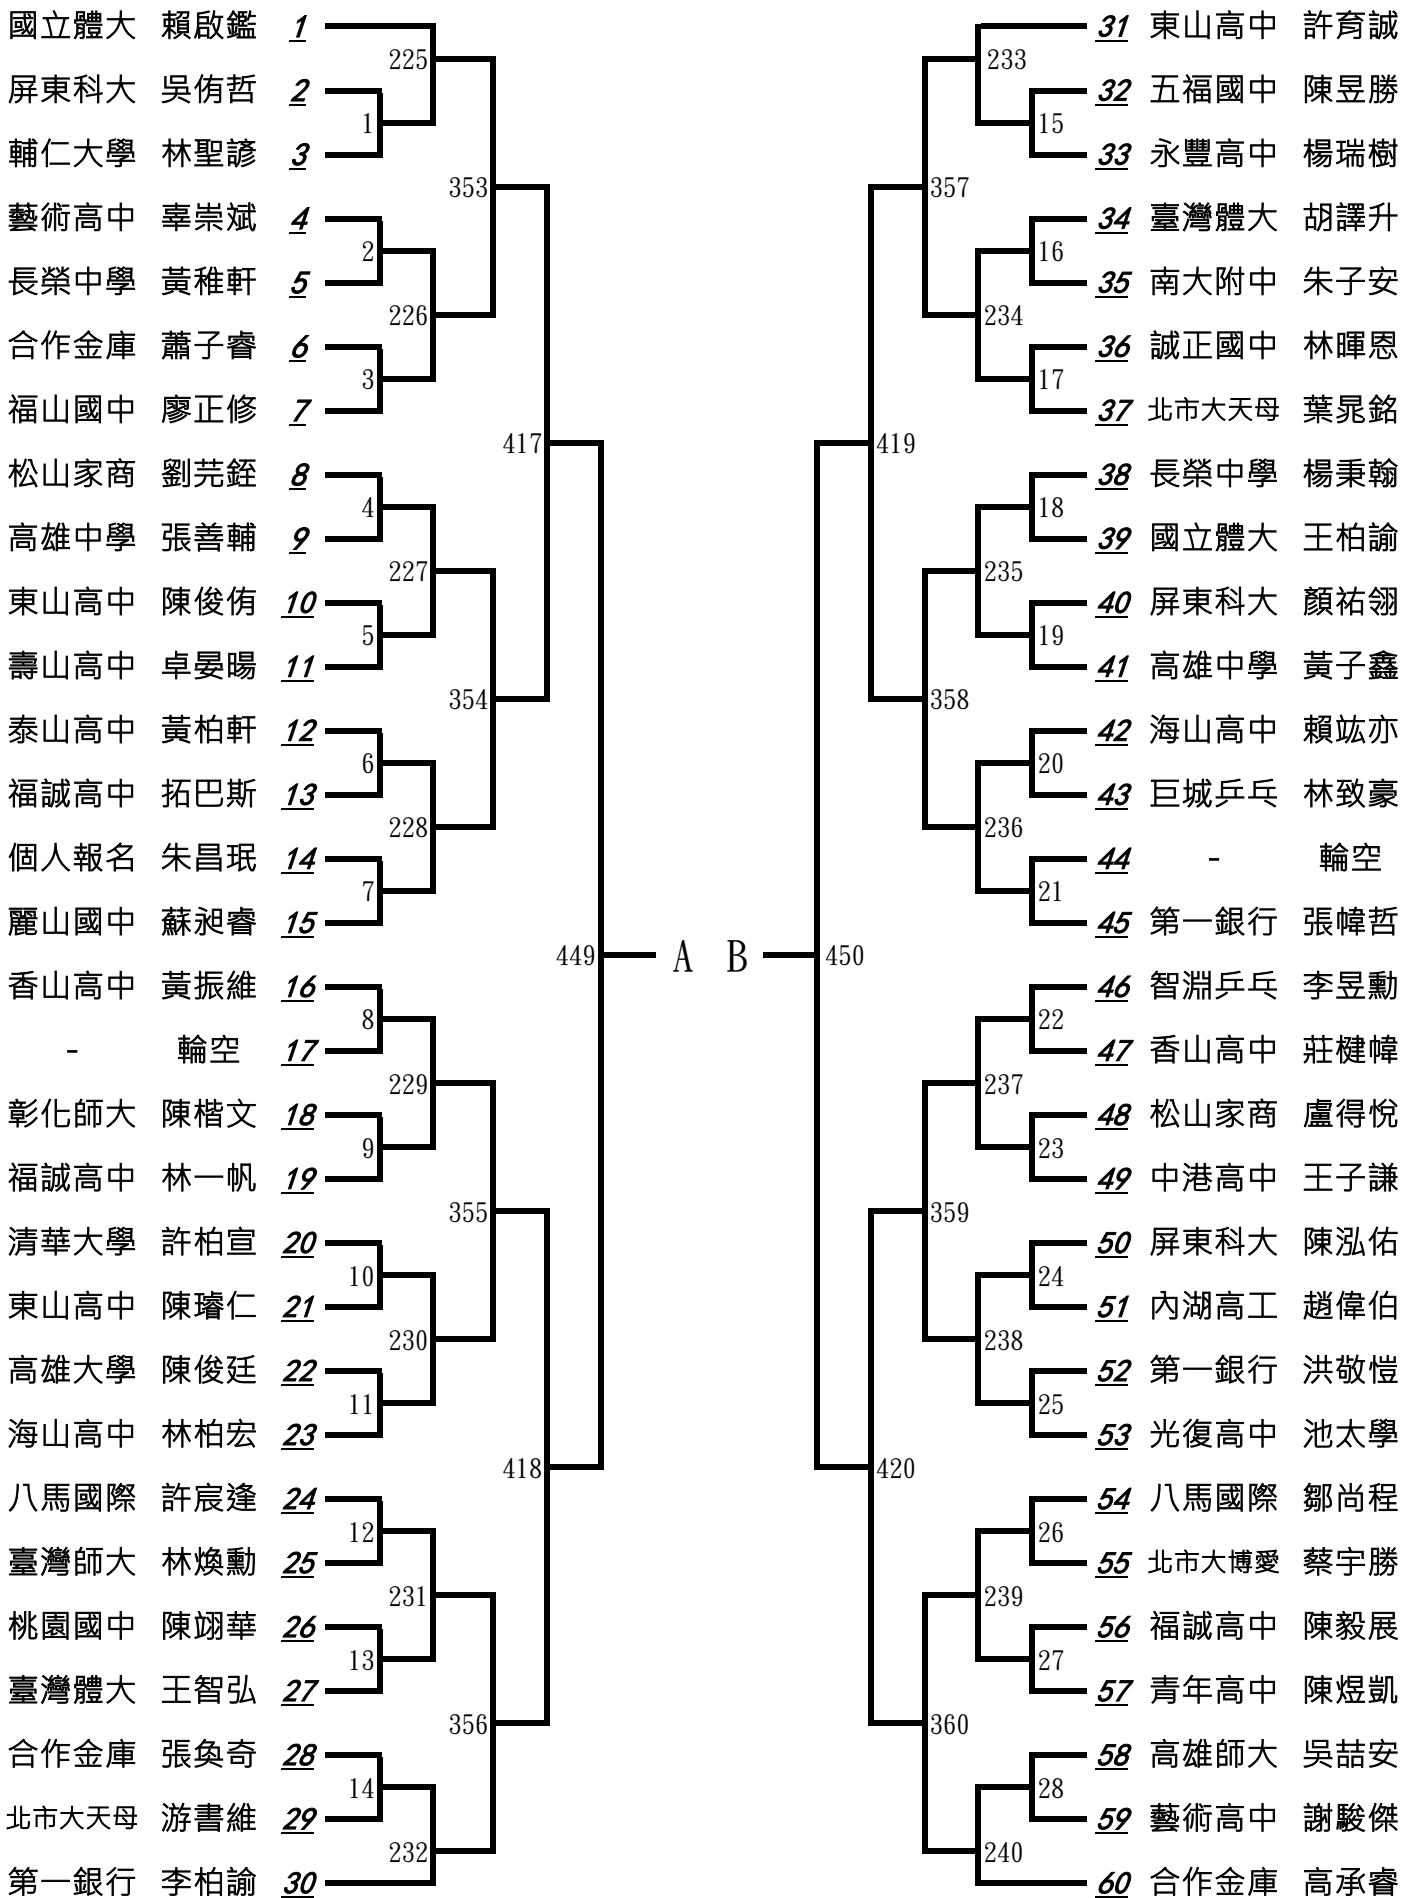 國立體大 賴啟鑑 1 31 東山高中 許育誠
225 233
屏東科大 吳侑哲 2 32 五福國中 陳昱勝
1 15
輔仁大學 林聖諺 3 33 永豐高中 楊瑞樹
353 357
藝術高中 辜崇斌 4 34 臺灣體大 胡譯升
2 16
長榮中學 黃稚軒 5 35 南大附中 朱子安
226 234
合作金庫 蕭子睿 6 36 誠正國中 林暉恩
3 17
福山國中 廖正修 7 37 北市大天母 葉晁銘
417 419
松山家商 劉芫銍 8 38 長榮中學 楊秉翰
4 18
高雄中學 張善輔 9 39 國立體大 王柏諭
227 235
東山高中 陳俊侑 10 40 屏東科大 顏祐翎
5 19
壽山高中 卓晏暘 11 41 高雄中學 黃子鑫
354 358
泰山高中 黃柏軒 12 42 海山高中 賴竑亦
6 20
福誠高中 拓巴斯 13 43 巨城乒乓 林致豪
228 236
個人報名 朱昌珉 14 44 - 輪空
7 21
麗山國中 蘇昶睿 15 45 第一銀行 張幃哲
449 A B 450
香山高中 黃振維 16 46 智淵乒乓 李昱勳
8 22
- 輪空 17 47 香山高中 莊楗幃
229 237
彰化師大 陳楷文 18 48 松山家商 盧得悅
9 23
福誠高中 林一帆 19 49 中港高中 王子謙
355 359
清華大學 許柏宣 20 50 屏東科大 陳泓佑
10 24
東山高中 陳璿仁 21 51 內湖高工 趙偉伯
230 238
高雄大學 陳俊廷 22 52 第一銀行 洪敬愷
11 25
海山高中 林柏宏 23 53 光復高中 池太學
418 420
八馬國際 許宸逢 24 54 八馬國際 鄒尚程
12 26
臺灣師大 林煥勳 25 55 北市大博愛 蔡宇勝
231 239
桃園國中 陳翊華 26 56 福誠高中 陳毅展
13 27
臺灣體大 王智弘 27 57 青年高中 陳煜凱
356 360
合作金庫 張奐奇 28 58 高雄師大 吳喆安
14 28
北市大天母 游書維 29 59 藝術高中 謝駿傑
232 240
第一銀行 李柏諭 30 60 合作金庫 高承睿